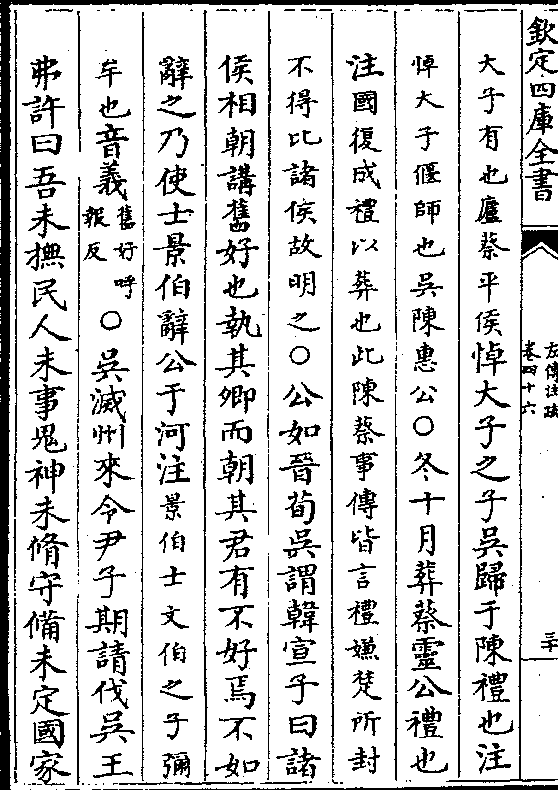 欽定四庫全書
左傳注疏
卷四十六
三十
大子有也廬蔡平侯悼大子之子吳歸于陳禮也注
悼大子偃師也吳陳惠公○冬十月葬蔡靈公禮也
注國復成禮以葬也此陳蔡事傳皆言禮嫌楚所封
不得比諸侯故明之○公如晉荀吳謂韓宣子曰諸
侯相朝講舊好也執其卿而朝其君有不好焉不如
辭之乃使士景伯辭公于河注景伯士文伯之子彌
牟也音義舊好呼報反○吳滅州來令尹子期請伐吳王
弗許曰吾未撫民人未事鬼神未脩守備未定國家